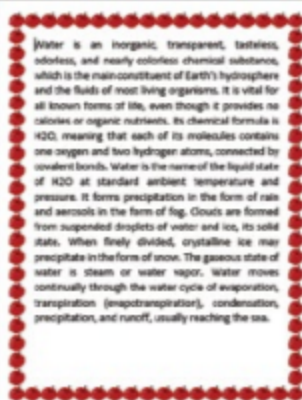 Water is an inorganic, transparent, tasteless,
odorless, and nearly colorless chemical substance,
which is the main constituent of Earth's hydrosphere
and the fluids of most living organisms. It is vital for
all known forms of life, even though it provides no
calories or organic nutrients. Its chemical formula is
H2O, meaning that each of its molecules contains
one oxygen and two hydrogen atoms, connected by
covalent bonds. Water is the name of the liquid state
of H2O at standard ambient temperature and
pressure. It forms precipitation in the form of rain
and aerosols in the form of fog. Clouds are formed
from suspended droplets of water and ice, its solid
state. When finely divided, crystalline ice may
precipitate in the form of snow. The gaseous state of
water is steam or water vapor. Water moves
continually through the water cycle of evaporation,
transpiration (evapotranspiration), condensation,
precipitation, and runoff, usually reaching the sea.